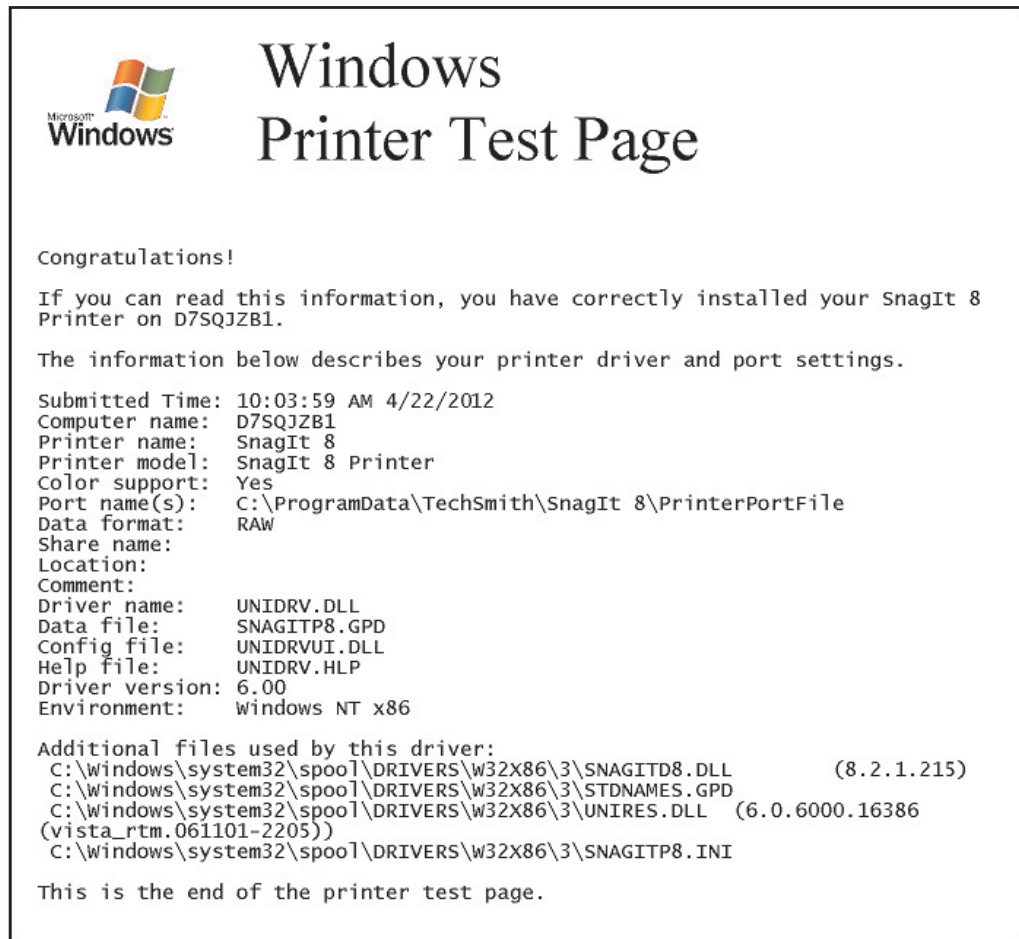 Microsoft
Windows
Windows
Printer Test Page
Congratulations!
If you can read this information, you have correctly installed your SnagIt 8
Printer on D7SQJZB1.
The information below describes your printer driver and port settings.
Submitted Time: 10:03:59 AM 4/22/2012
Computer name: D7SQJZB1
Printer name: SnagIt 8
Printer model: SnagIt 8 Printer
Color support: Yes
Port name(s): C:\ProgramData\TechSmith\SnagIt 8\PrinterPortFile
Data format: RAW
Share name:
Location:
Comment:
Driver name: UNIDRV.DLL
Data file: SNAGITP8.GPD
Config file: UNIDRVUI.DLL
Help file: UNIDRV.HLP
Driver version: 6.00
Environment: Windows NT x86
Additional files used by this driver:
C:\Windows\system32\spool\DRIVERS\W32X86\3\SNAGITD8.DLL (8.2.1.215)
C:\Windows\system32\spool\DRIVERS\W32X86\3\STDNAMES.GPD
C:\Windows\system32\spool\DRIVERS\W32X86\3\UNIRES.DLL (6.0.6000.16386
(vista_rtm.061101-2205))
C:\Windows\system32\spool\DRIVERS\W32X86\3\SNAGITP8.INI
This is the end of the printer test page.